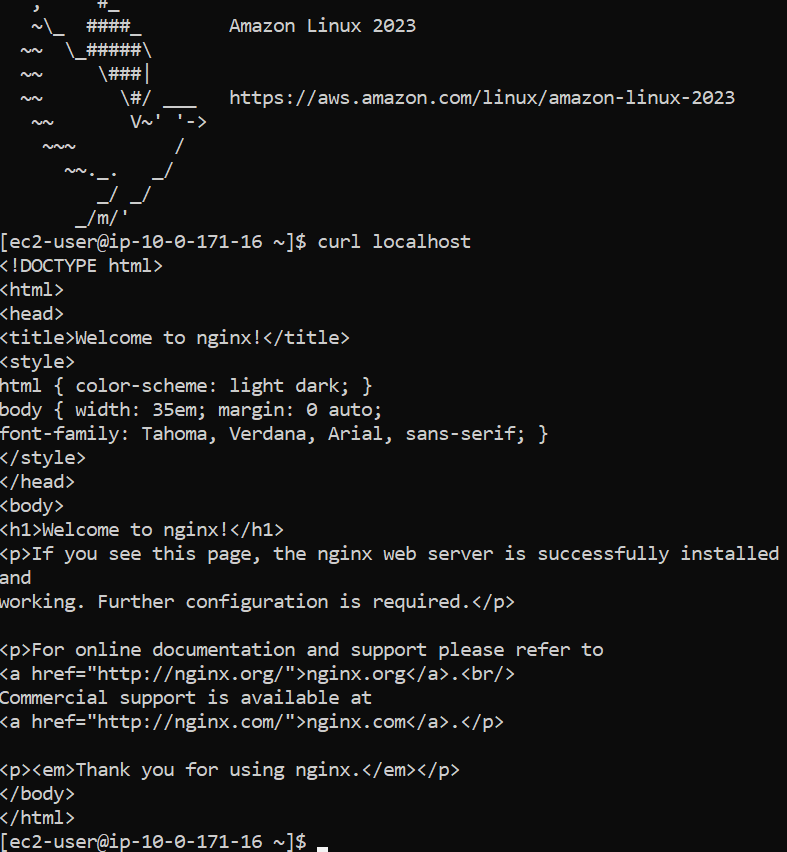 ,     #_
   ~\_  ####_        Amazon Linux 2023
  ~~  \_#####\
  ~~     \###|
  ~~       \#/ ___   https://aws.amazon.com/linux/amazon-linux-2023
   ~~       V~' '->
    ~~~         /
      ~~._.   _/
         _/ _/
       _/m/'
[ec2-user@ip-10-0-171-16 ~]$ curl localhost
<!DOCTYPE html>
<html>
<head>
<title>Welcome to nginx!</title>
<style>
html { color-scheme: light dark; }
body { width: 35em; margin: 0 auto;
font-family: Tahoma, Verdana, Arial, sans-serif; }
</style>
</head>
<body>
<h1>Welcome to nginx!</h1>
<p>If you see this page, the nginx web server is successfully installed
and
working. Further configuration is required.</p>

<p>For online documentation and support please refer to
<a href="http://nginx.org/">nginx.org</a>.<br/>
Commercial support is available at
<a href="http://nginx.com/">nginx.com</a>.</p>

<p><em>Thank you for using nginx.</em></p>
</body>
</html>
[ec2-user@ip-10-0-171-16 ~]$